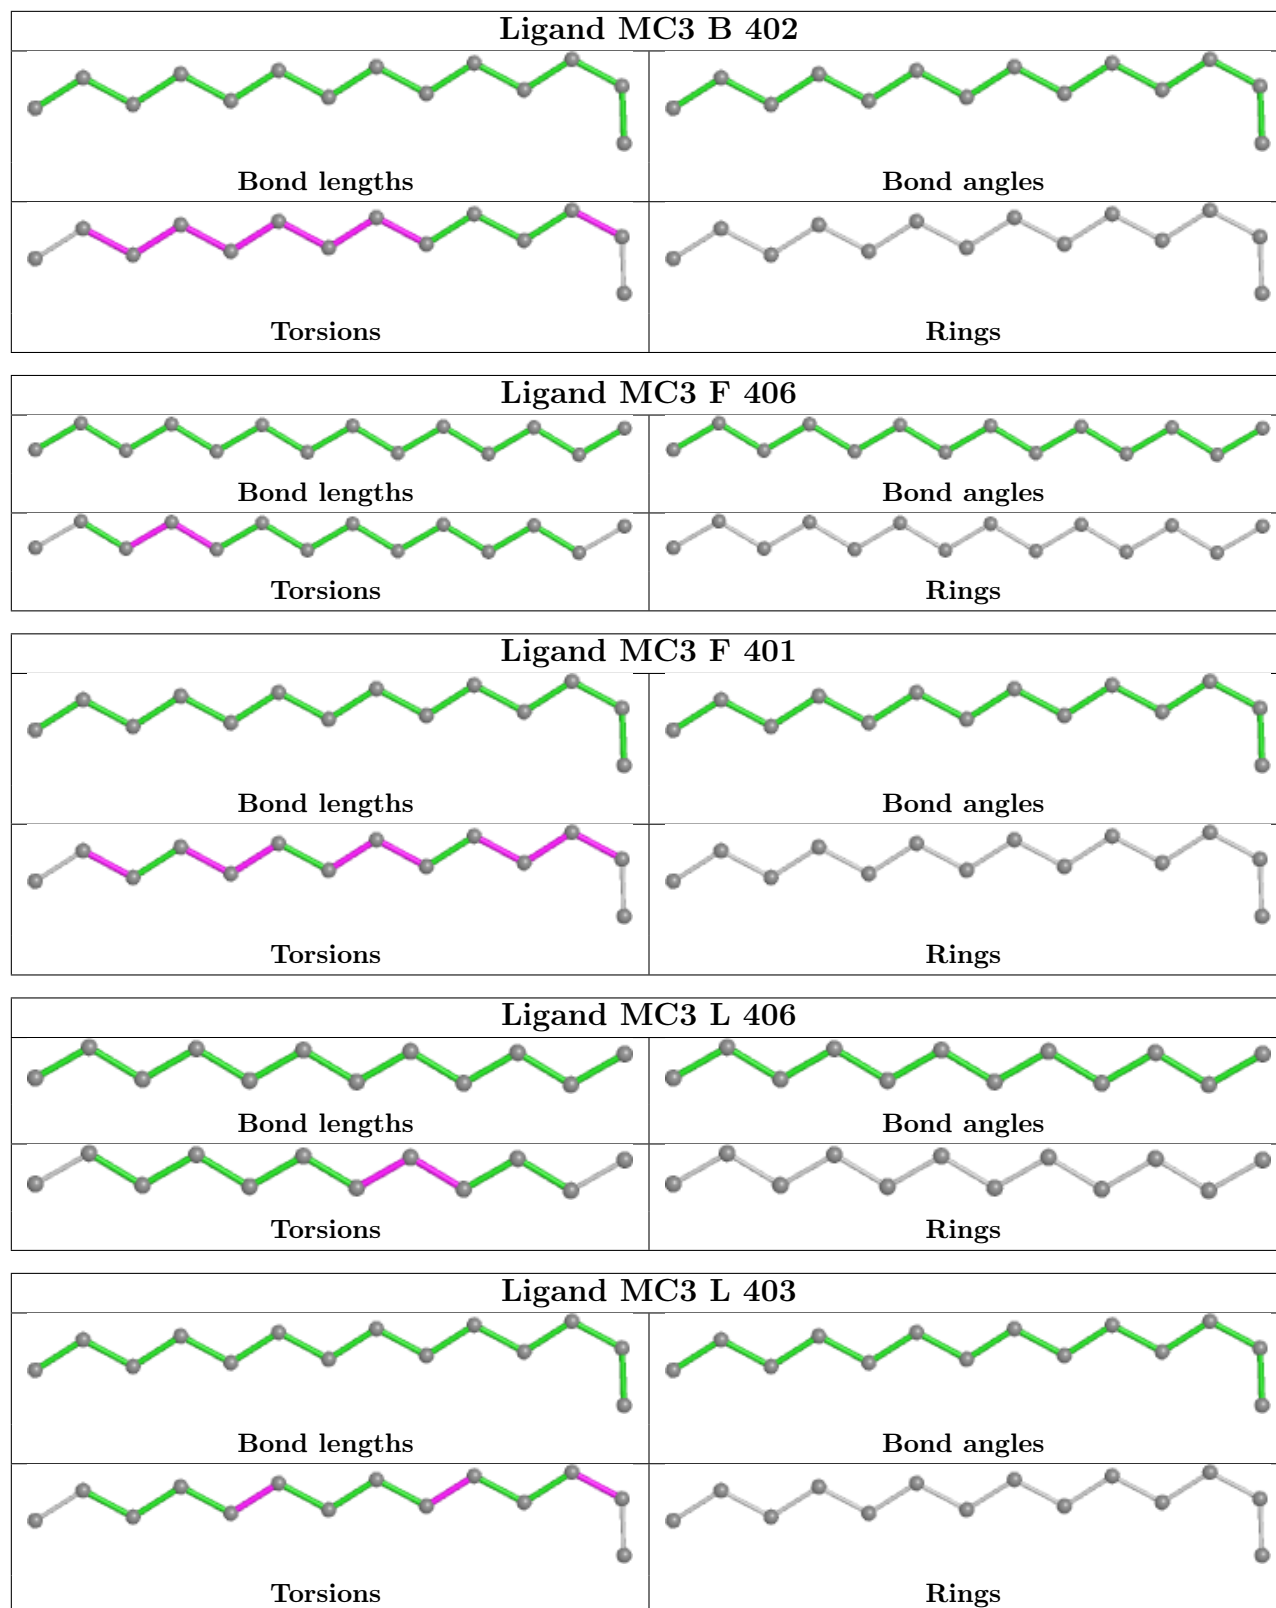 Ligand MC3 B 402
Bond lengths Bond angles
Torsions Rings
Ligand MC3 F 406
Bond lengths Bond angles
Torsions Rings
Ligand MC3 F 401
Bond lengths Bond angles
Torsions Rings
Ligand MC3 L 406
Bond lengths Bond angles
Torsions Rings
Ligand MC3 L 403
Bond lengths Bond angles
Torsions Rings